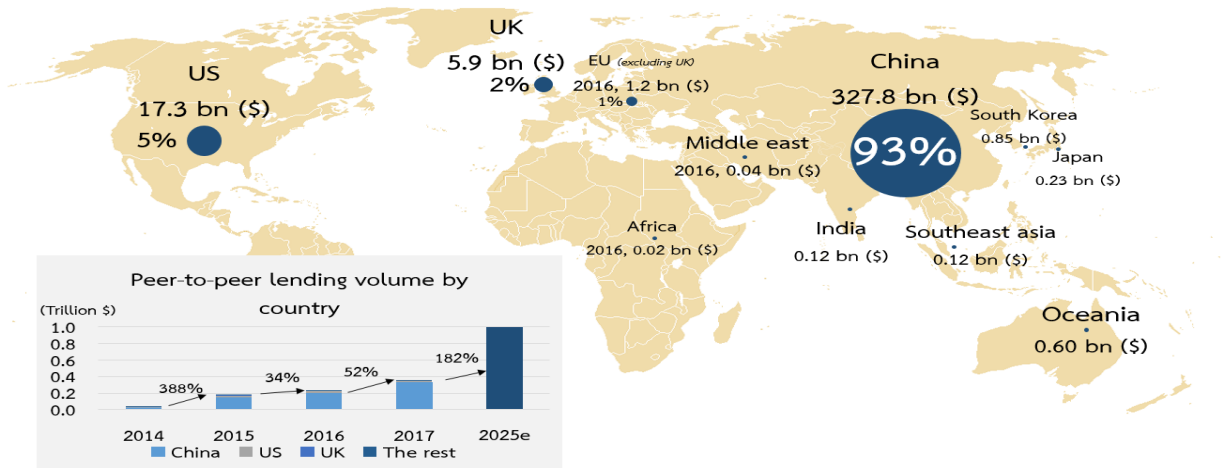 US
17.3 bn ($)
5%
UK
5.9 bn ($)
2%
EU (excluding UK)
2016, 1.2 bn ($)
1%
China
327.8 bn ($)
93%
South Korea
0.85 bn ($)
Japan
0.23 bn ($)
Middle east
2016, 0.04 bn ($)
Africa
2016, 0.02 bn ($)
India
0.12 bn ($)
Southeast asia
0.12 bn ($)
Oceania
0.60 bn ($)
Peer-to-peer lending volume by
country
(Trillion $)
1.0
0.8
0.6
0.4
0.2
0.0
388%
34%
52%
182%
2014 2015 2016 2017 2025e
China US UK The rest